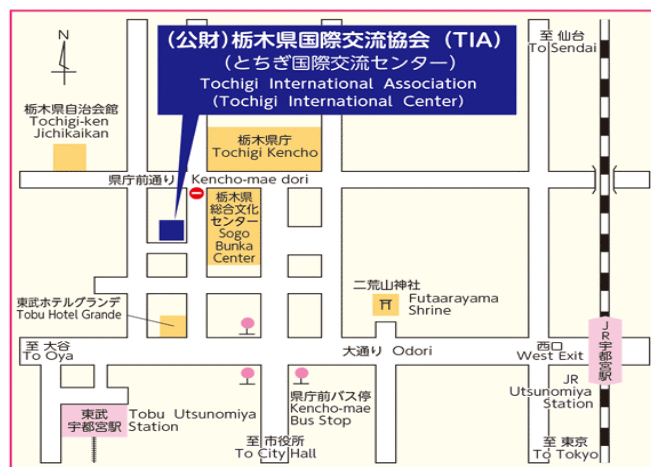 (公財)栃木県国際交流協会 (TIA)
(とちぎ国際交流センター)
Tochigi International Association
(Tochigi International Center)
至 仙台
To Sendai
N
栃木県自治会館
Tochigi-ken
Jichikaikan
栃木県庁
Tochigi Kencho
県庁前通り Kencho-mae dori
栃木県
総合文化
センター
Sogo
Bunka
Center
東武ホテルグランデ
Tobu Hotel Grande
二荒山神社
Futaarayama
Shrine
至 大谷
To Oya
大通り Odori
西口
West Exit
JR宇都宮駅
JR
Utsunomiya
Station
県庁前バス停
Kencho-mae
Bus Stop
東武
宇都宮駅
Tobu Utsunomiya
Station
至 市役所
To City Hall
至 東京
To Tokyo